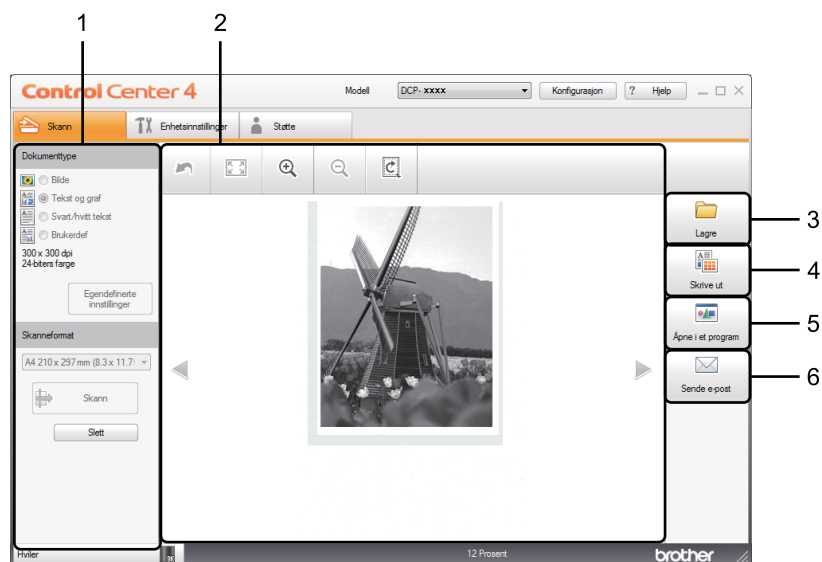 1
2
Control Center 4
Modell
DCP- xxxx
Konfigurasjon
? Hjelp
Skann
Enhetsinnstillinger
Støtte
Dokumenttype
Bilde
Tekst og graf
Svart/hvitt tekst
Brukerdef
300 x 300 dpi
24-biters farge
Egendefinerte
innstillinger
Skanneformat
A4 210 x 297 mm (8.3 x 11.7
Skann
Slett
Lagre
3
Skrive ut
4
Åpne i et program
5
Sende e-post
6
Hviler
BK
12 Prosent
brother